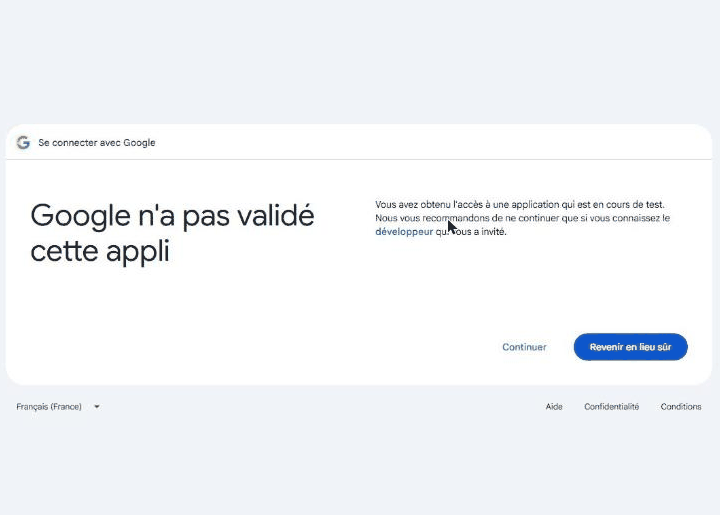 Se connecter avec Google
Google n'a pas validé
cette appli
Vous avez obtenu l'accès à une application qui est en cours de test.
Nous vous recommandons de ne continuer que si vous connaissez le
développeur qui vous a invité.
Continuer
Revenir en lieu sûr
Français (France)
Aide
Confidentialité
Conditions